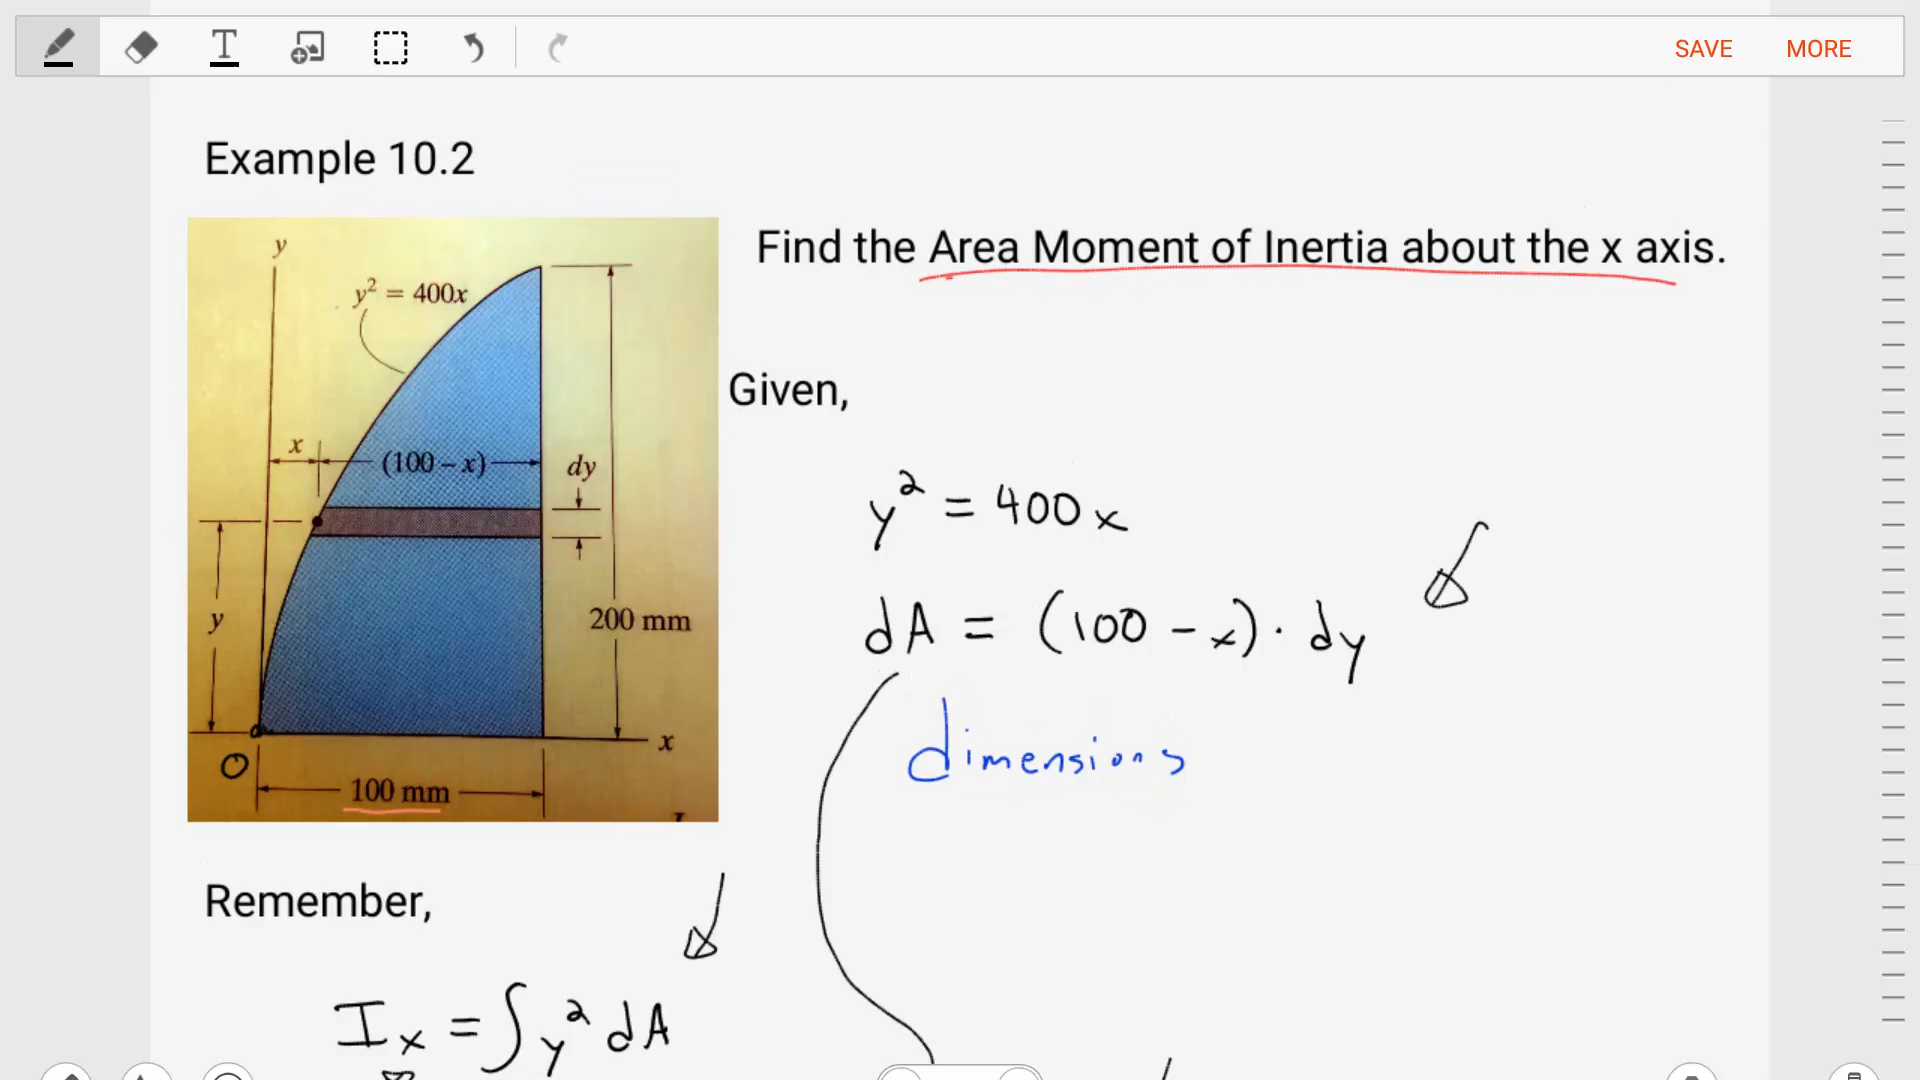 SAVE MORE
Example 10.2
Find the Area Moment of Inertia about the x axis.
y
y² = 400x
Given,
x
(100 – x)
dy
y² = 400x
y
200 mm
dA = (100 - x) · dy
dimensions
x
O
100 mm
Remember,
Ix = ∫y² dA